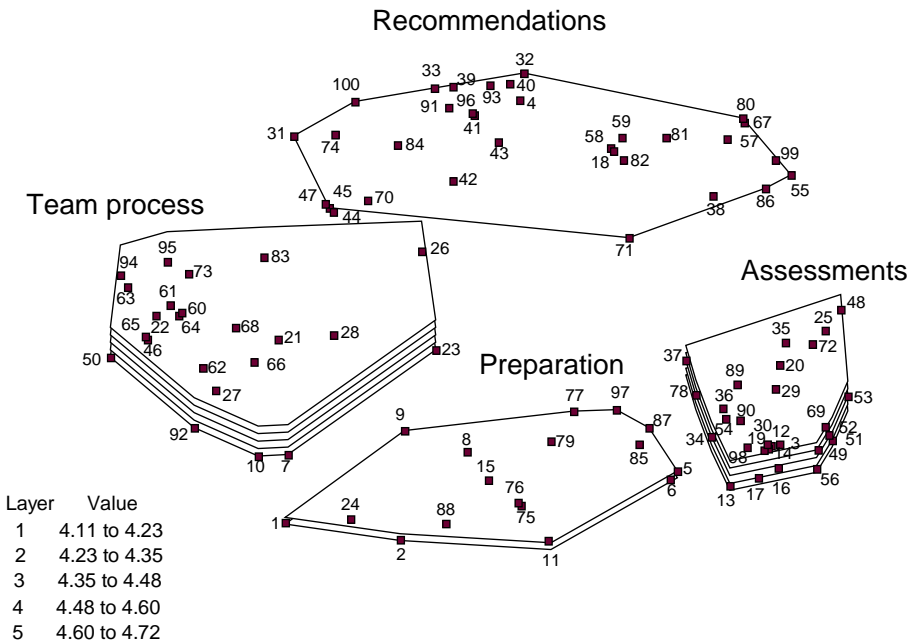 Recommendations
32
33 39 40
100 93 4
91 96
41
80
67
31 74 84 43 59 81 57
58
18 82 99
55
42 86
47 45 70 38
44
71
Team process
95 83 26
94 73
63
61 60
65 22 64 68 21 28
46
50 66 23
62
27
92
10 7
Assessments
48
25
35 72
37
20
89 29
78
36 53
54 90 69
30 52
34 19 12 3 51
98 14 49
13 17 16 56
Preparation
77 97
9 87
8 79 85
15 5
76 6
24 75
1 88
2 11
Layer Value
1 4.11 to 4.23
2 4.23 to 4.35
3 4.35 to 4.48
4 4.48 to 4.60
5 4.60 to 4.72